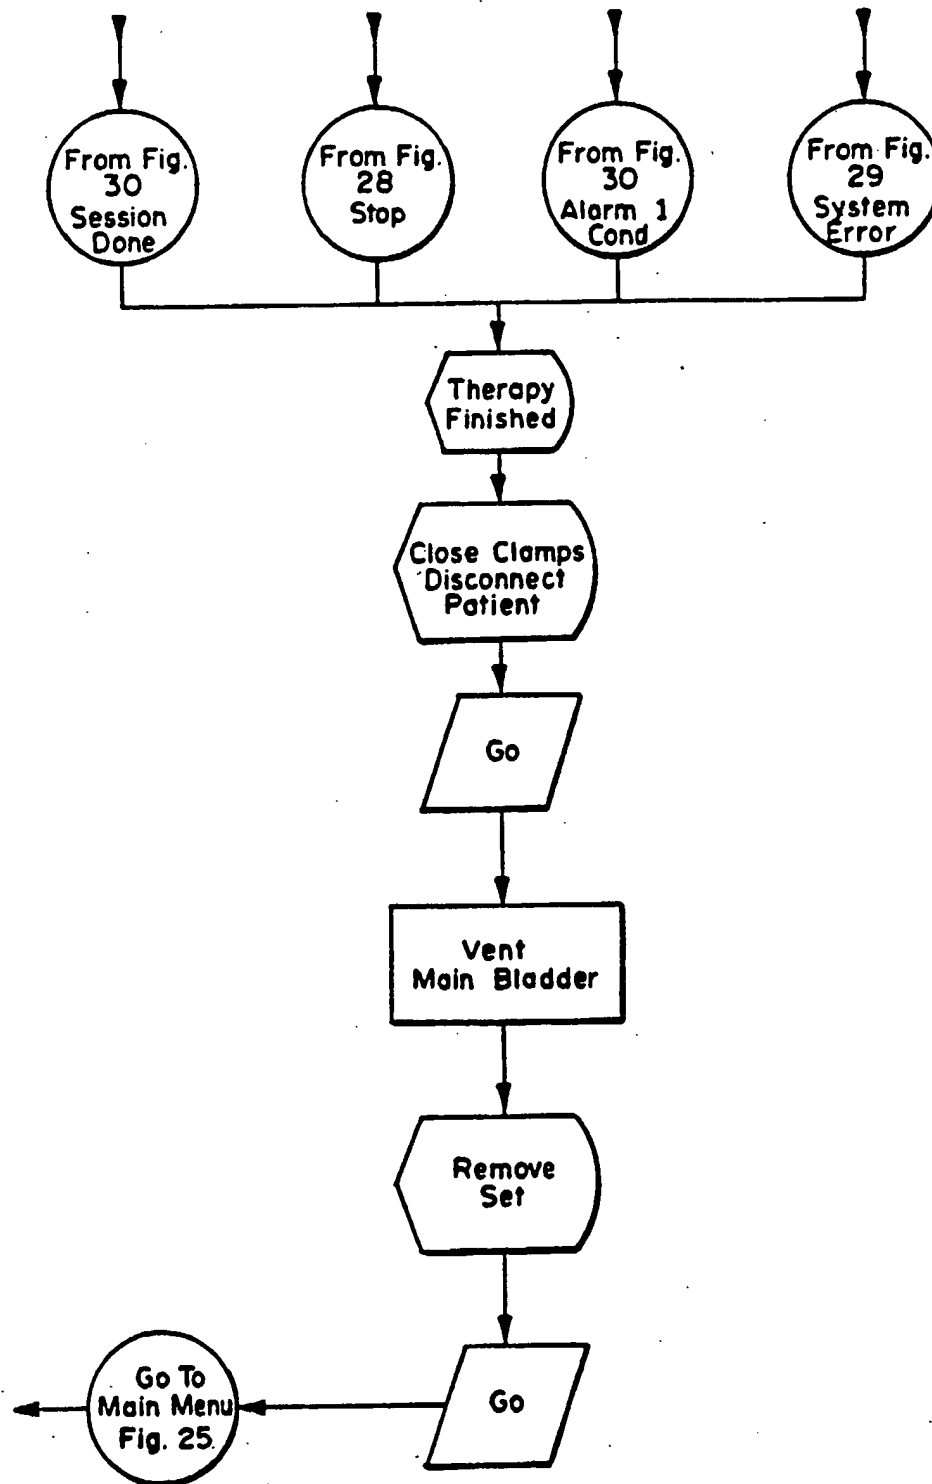 From Fig.
30
Session
Done
From Fig.
28
Stop
From Fig.
30
Alarm 1
Cond
From Fig.
29
System
Error
Therapy
Finished
Close Clamps
Disconnect
Patient
Go
Vent
Main Bladder
Remove
Set
Go
Go To
Main Menu
Fig. 25